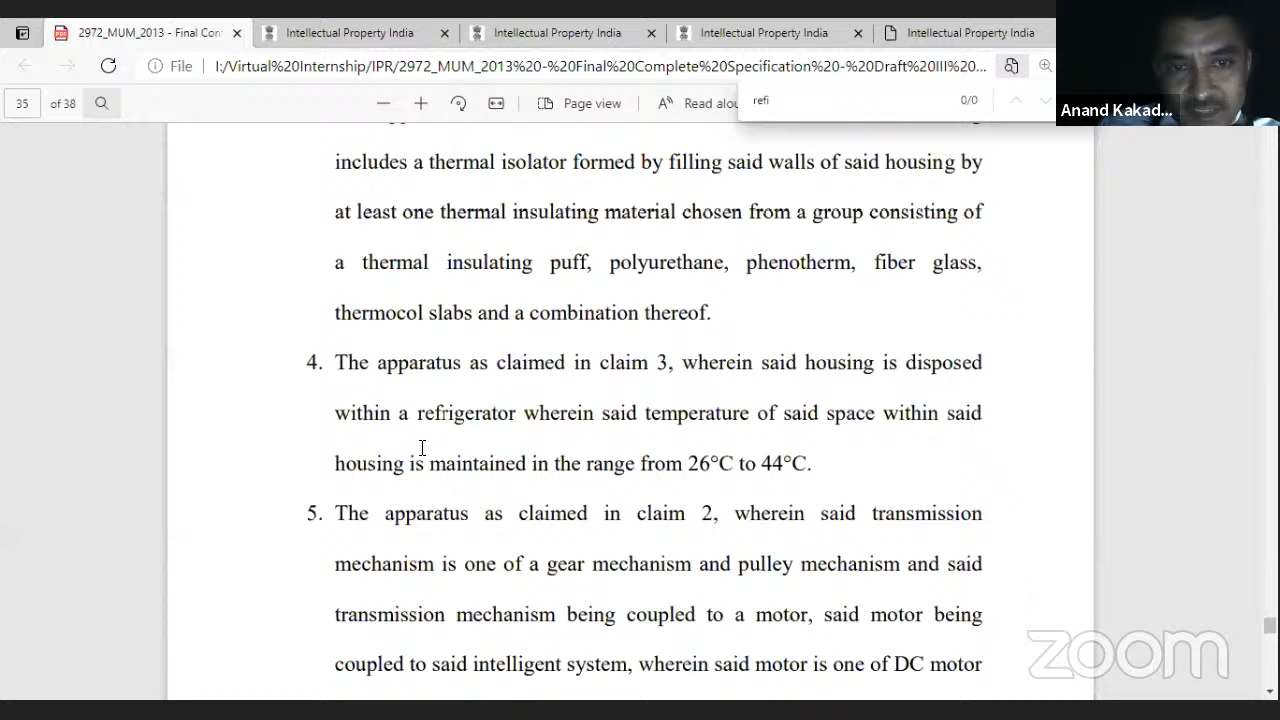 2972_MUM_2013 - Final Con
Intellectual Property India
Intellectual Property India
Intellectual Property India
Intellectual Property India
File
I:/Virtual%20Internship/IPR/2972_MUM_2013%20-%20Final%20Complete%20Specification%20-%20Draft%20III%20...
35
of 38
Page view
Read alou
refi
0/0
Anand Kakad...
includes a thermal isolator formed by filling said walls of said housing by
at least one thermal insulating material chosen from a group consisting of
a thermal insulating puff, polyurethane, phenotherm, fiber glass,
thermocol slabs and a combination thereof.
4. The apparatus as claimed in claim 3, wherein said housing is disposed
within a refrigerator wherein said temperature of said space within said
housing is maintained in the range from 26°C to 44°C.
5. The apparatus as claimed in claim 2, wherein said transmission
mechanism is one of a gear mechanism and pulley mechanism and said
transmission mechanism being coupled to a motor, said motor being
coupled to said intelligent system, wherein said motor is one of DC motor
zoom